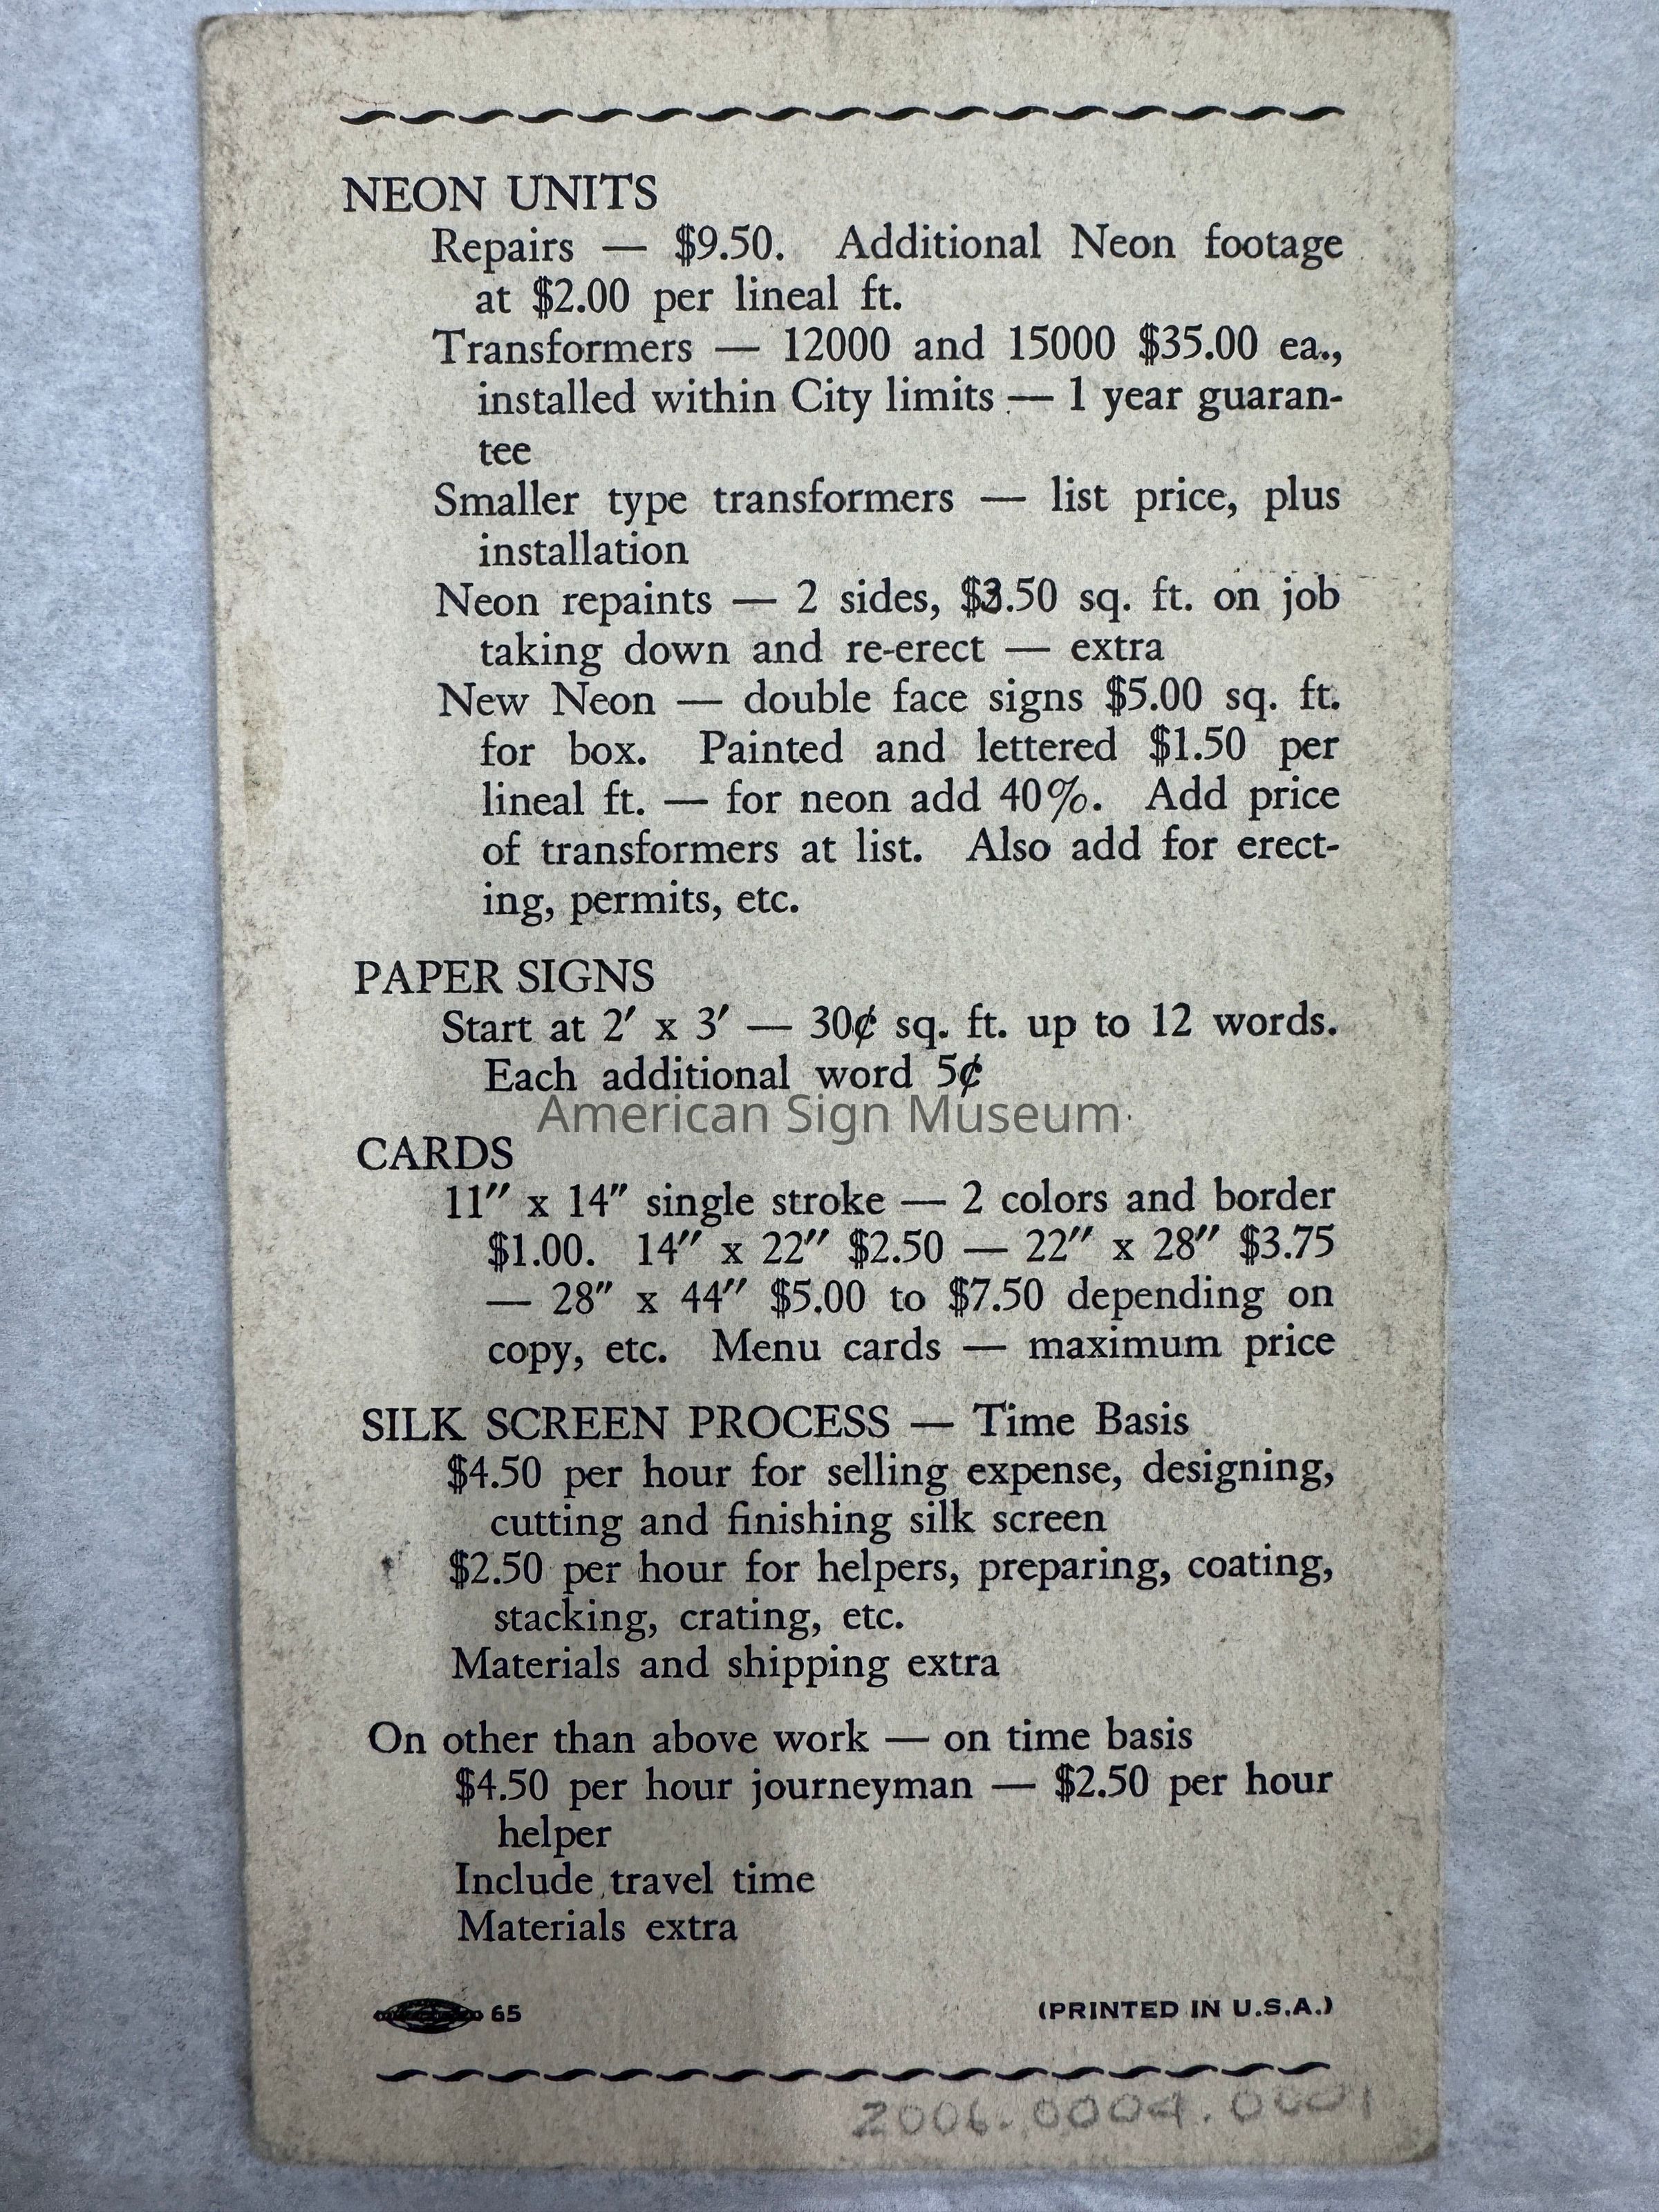 NEON UNITS
Repairs — $9.50. Additional Neon footage
at $2.00 per lineal ft.
Transformers — 12000 and 15000 $35.00 ea.,
installed within City limits — 1 year guaran-
tee
Smaller type transformers — list price, plus
installation
Neon repaints — 2 sides, sq. ft. on job
taking down and re-erect — extra
New Neon — double face signs $5.00 sq. ft.
for box. Painted and lettered $1.50 per
lineal ft. — for neon add 40%. Add price
of transformers at list. Also add for erect-
ing, permits, etc.
PAPER SIGNS
Start at 2′ x 3′ — 30¢ sq. ft. up to 12 words.
Each additional word 5¢
American Sign Museum
CARDS
11″ x 14″ single stroke — 2 colors and border
$1.00. 14″ x 22″ $2.50 — 22″ x 28″ $3.75
— 28″ x 44″ $5.00 to $7.50 depending on
copy, etc. Menu cards — maximum price
SILK SCREEN PROCESS — Time Basis
$4.50 per hour for selling expense, designing,
cutting and finishing silk screen
$2.50 per hour for helpers, preparing, coating,
stacking, crating, etc.
Materials and shipping extra
On other than above work — on time basis
$4.50 per hour journeyman — $2.50 per hour
helper
Include travel time
Materials extra
65 (PRINTED IN U.S.A.)
2006.0004.0001